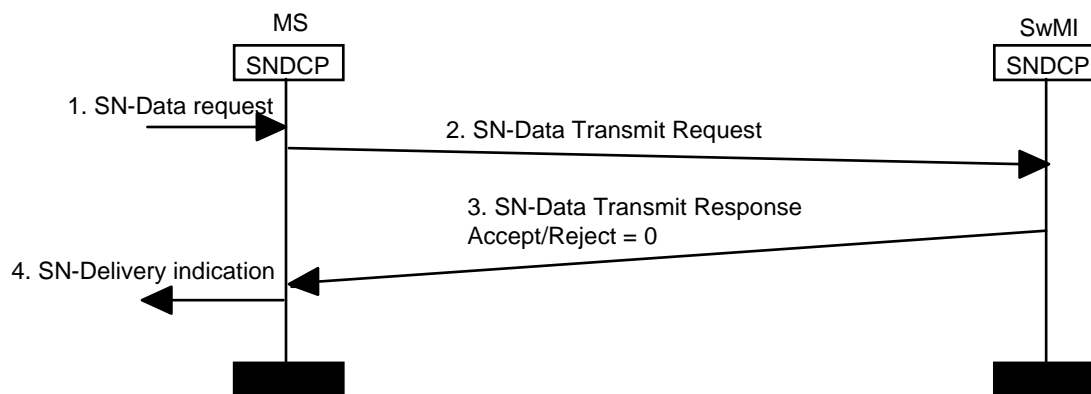 MS
SwMI
SNDCP
SNDCP
1. SN-Data request
2. SN-Data Transmit Request
3. SN-Data Transmit Response
Accept/Reject = 0
4. SN-Delivery indication